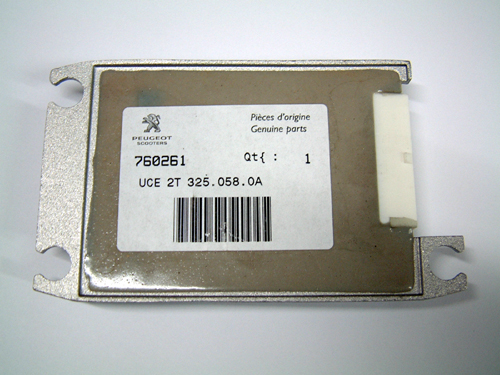 Pièces d'origine
Genuine parts
PEUGEOT
SCOOTERS
760261 Qt{ : 1
UCE 2T 325.058.0A